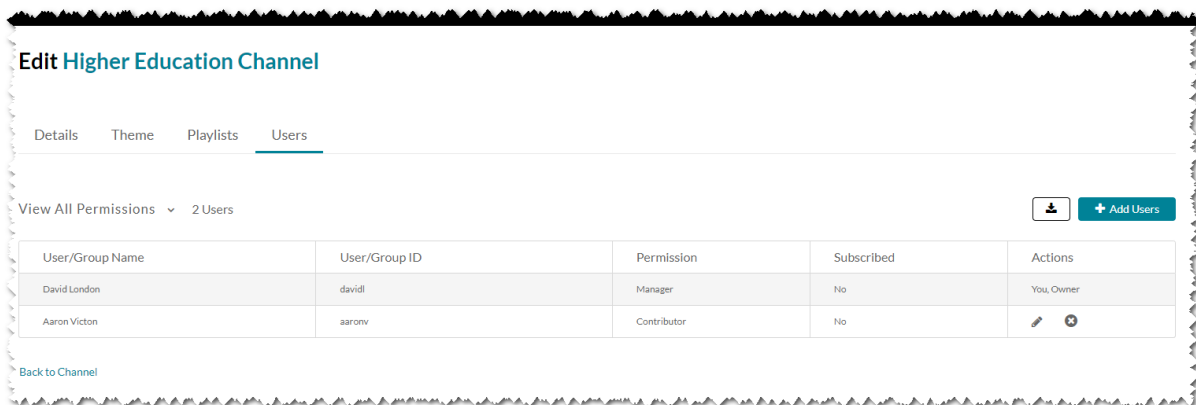 Edit Higher Education Channel
Details Theme Playlists Users
View All Permissions 2 Users + Add Users
User/Group Name User/Group ID Permission Subscribed Actions
David London davidl Manager No You, Owner
Aaron Victon aaronv Contributor No
Back to Channel